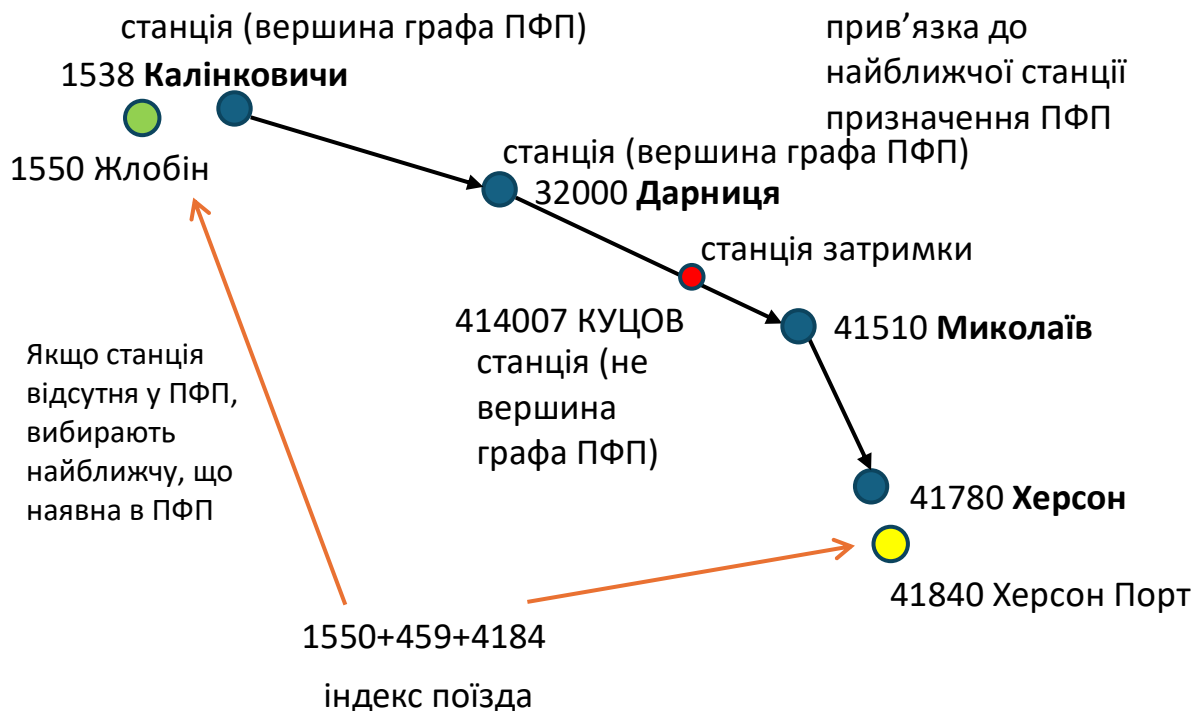 станція (вершина графа ПФП)
прив’язка до
найближчої станції
призначення ПФП
1538 Калінковичи
1550 Жлобін
станція (вершина графа ПФП)
32000 Дарниця
станція затримки
414007 КУЦОВ
станція (не
вершина
графа ПФП)
41510 Миколаїв
Якщо станція
відсутня у ПФП,
вибирають
найближчу, що
наявна в ПФП
41780 Херсон
41840 Херсон Порт
1550+459+4184
індекс поїзда